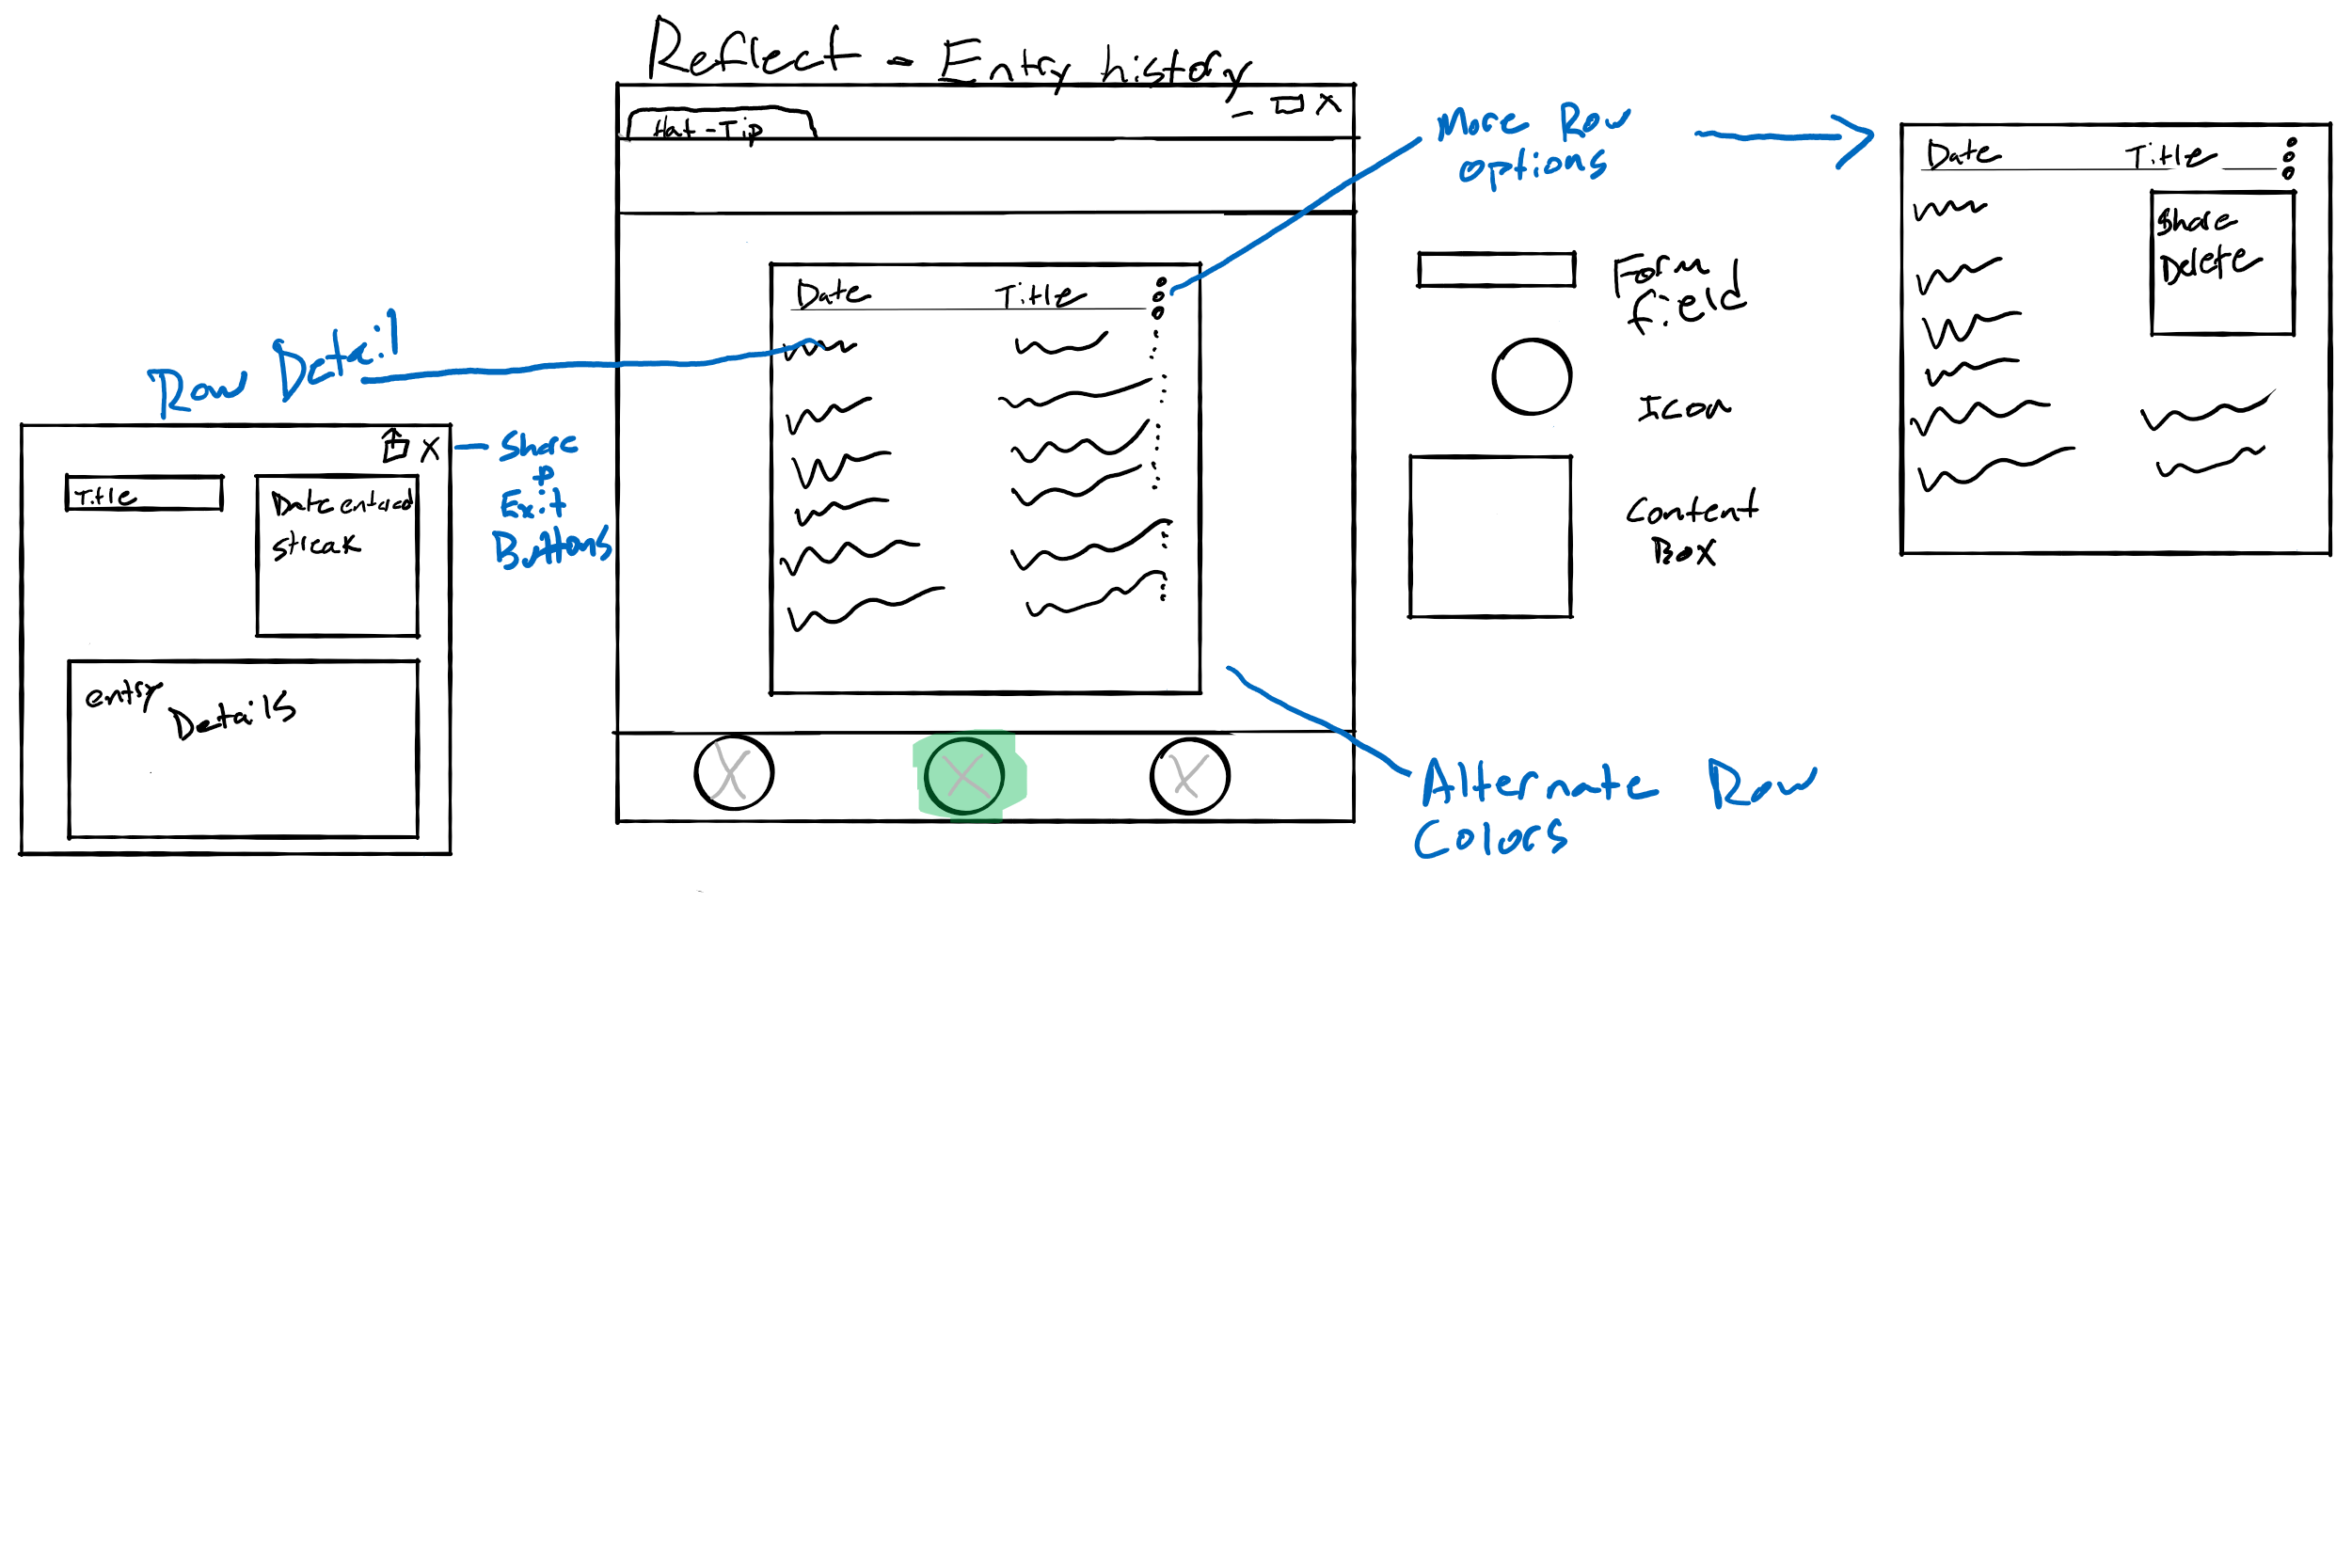 Reflect - Entry history
Hat-Tip
Date Title
Row Detail
Title
Date entered
streak
entry
Details
Share
&
Exit
Buttons
More Row
options
Form
field
Icon
Content
Box
Alternate Row
Colors
Date Title
Share
Delete